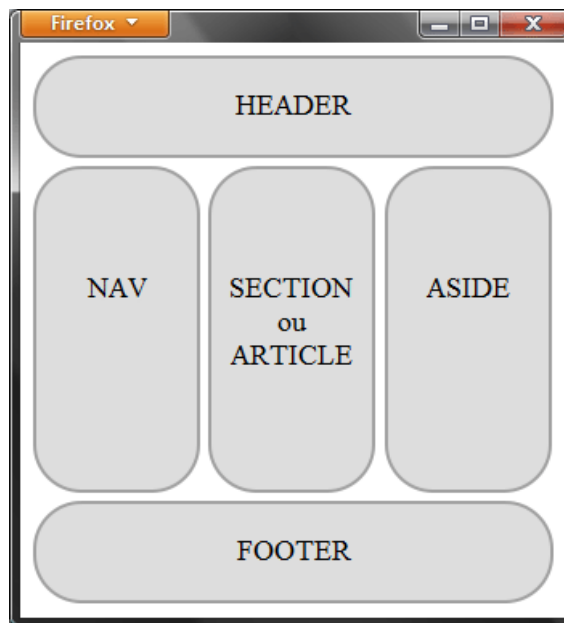 Firefox
HEADER
NAV
SECTION
ou
ARTICLE
ASIDE
FOOTER